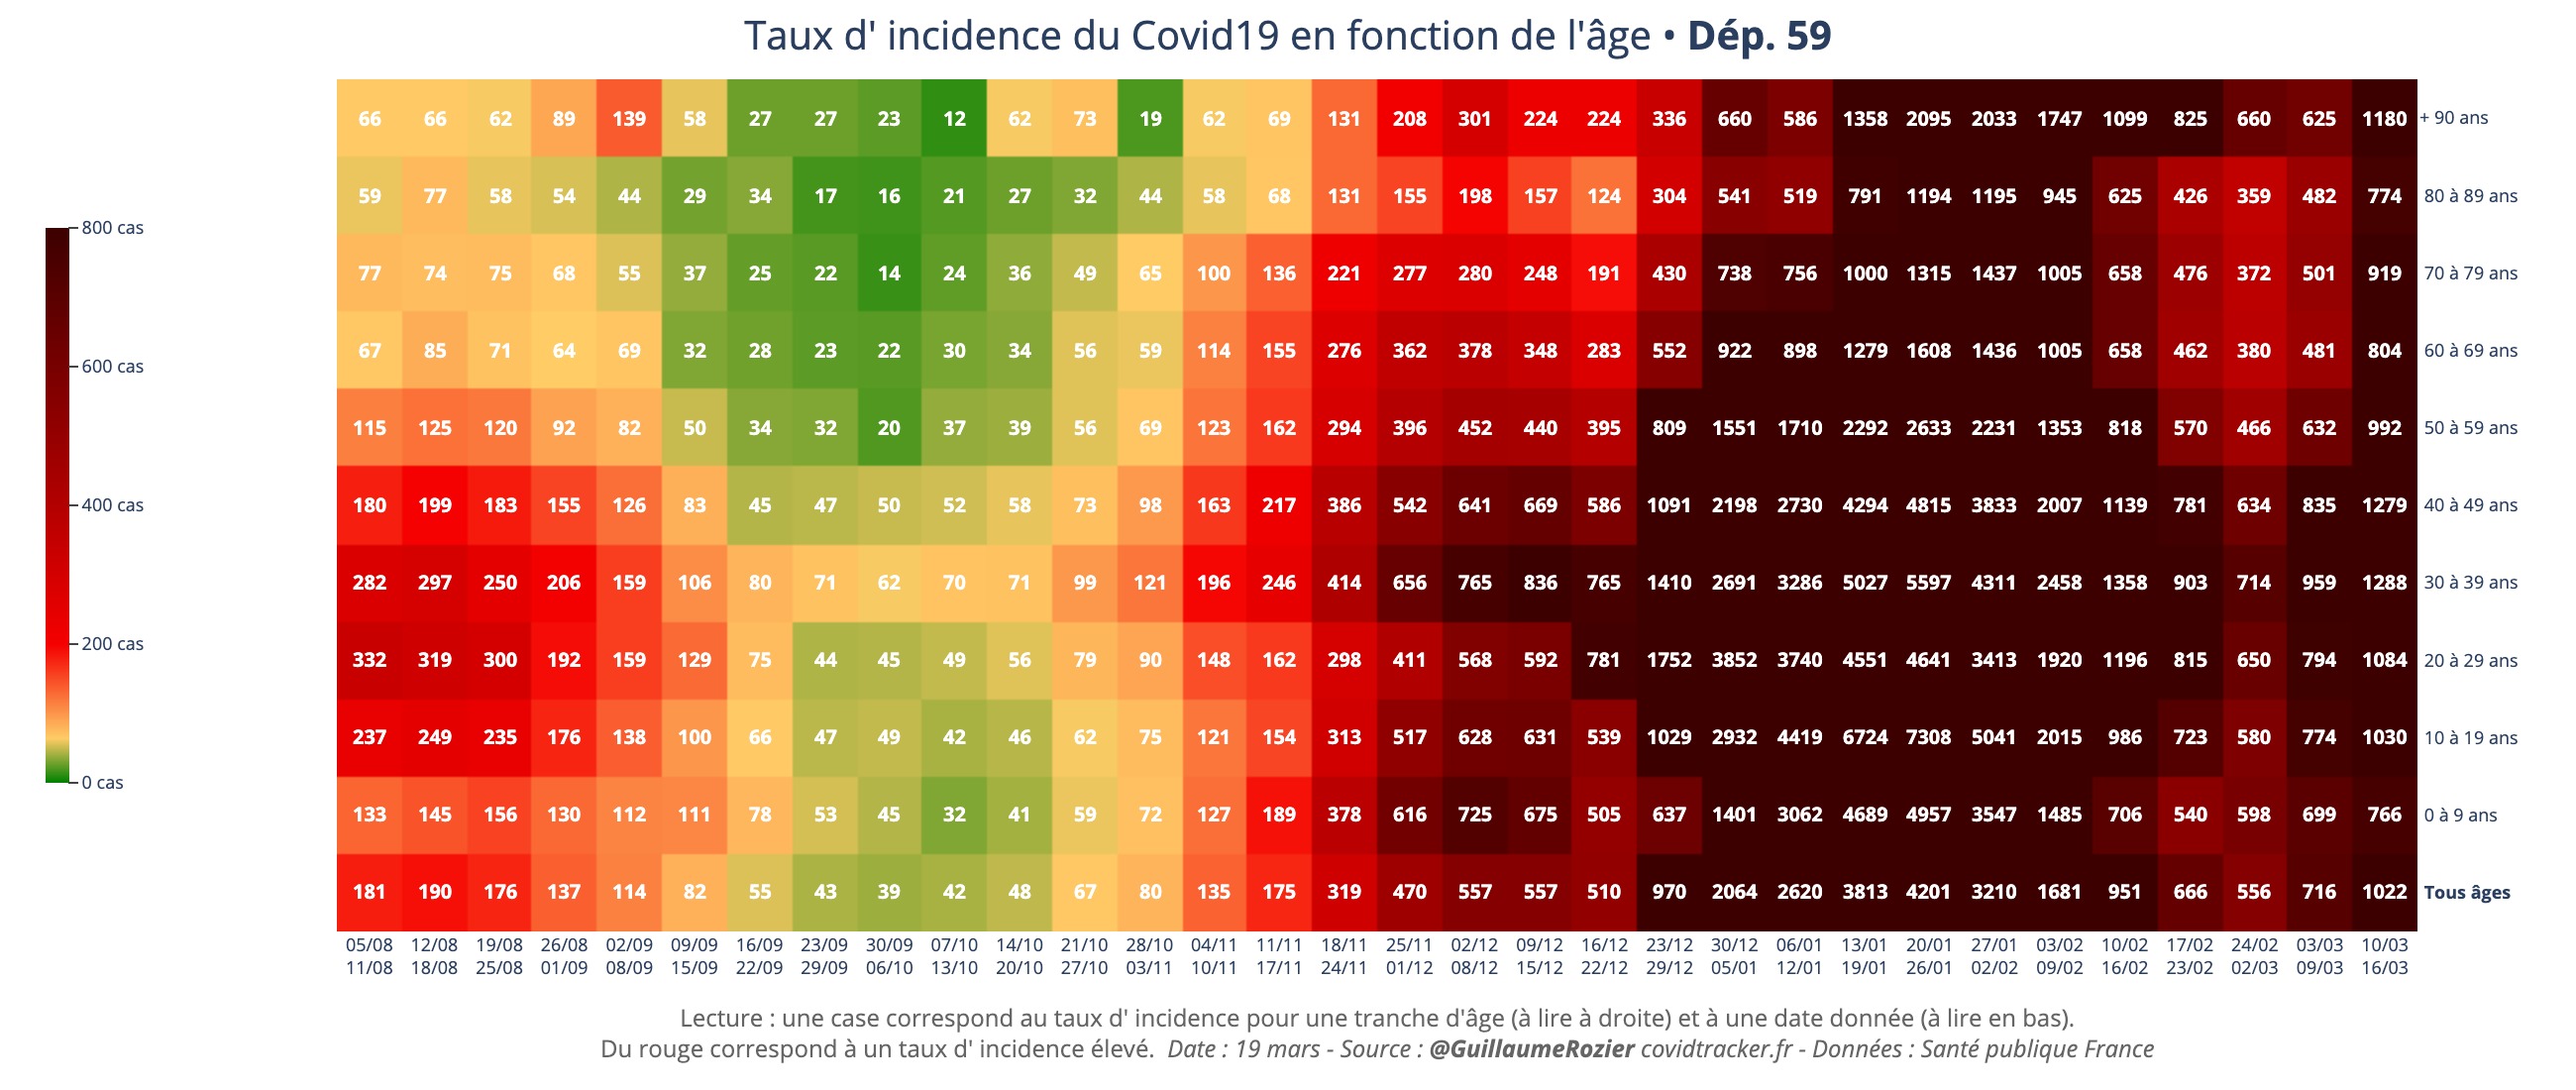 Taux d' incidence du Covid19 en fonction de l'âge • Dép. 59
66 66 62 89 139 58 27 27 23 12 62 73 19 62 69 131 208 301 224 224 336 660 586 1358 2095 2033 1747 1099 825 660 625 1180 + 90 ans
59 77 58 54 44 29 34 17 16 21 27 32 44 58 68 131 155 198 157 124 304 541 519 791 1194 1195 945 625 426 359 482 774 80 à 89 ans
77 74 75 68 55 37 25 22 14 24 36 49 65 100 136 221 277 280 248 191 430 738 756 1000 1315 1437 1005 658 476 372 501 919 70 à 79 ans
67 85 71 64 69 32 28 23 22 30 34 56 59 114 155 276 362 378 348 283 552 922 898 1279 1608 1436 1005 658 462 380 481 804 60 à 69 ans
115 125 120 92 82 50 34 32 20 37 39 56 69 123 162 294 396 452 440 395 809 1551 1710 2292 2633 2231 1353 818 570 466 632 992 50 à 59 ans
180 199 183 155 126 83 45 47 50 52 58 73 98 163 217 386 542 641 669 586 1091 2198 2730 4294 4815 3833 2007 1139 781 634 835 1279 40 à 49 ans
282 297 250 206 159 106 80 71 62 70 71 99 121 196 246 414 656 765 836 765 1410 2691 3286 5027 5597 4311 2458 1358 903 714 959 1288 30 à 39 ans
332 319 300 192 159 129 75 44 45 49 56 79 90 148 162 298 411 568 592 781 1752 3852 3740 4551 4641 3413 1920 1196 815 650 794 1084 20 à 29 ans
237 249 235 176 138 100 66 47 49 42 46 62 75 121 154 313 517 628 631 539 1029 2932 4419 6724 7308 5041 2015 986 723 580 774 1030 10 à 19 ans
133 145 156 130 112 111 78 53 45 32 41 59 72 127 189 378 616 725 675 505 637 1401 3062 4689 4957 3547 1485 706 540 598 699 766 0 à 9 ans
181 190 176 137 114 82 55 43 39 42 48 67 80 135 175 319 470 557 557 510 970 2064 2620 3813 4201 3210 1681 951 666 556 716 1022 Tous âges
05/08 12/08 19/08 26/08 02/09 09/09 16/09 23/09 30/09 07/10 14/10 21/10 28/10 04/11 11/11 18/11 25/11 02/12 09/12 16/12 23/12 30/12 06/01 13/01 20/01 27/01 03/02 10/02 17/02 24/02 03/03 10/03
11/08 18/08 25/08 01/09 08/09 15/09 22/09 29/09 06/10 13/10 20/10 27/10 03/11 10/11 17/11 24/11 01/12 08/12 15/12 22/12 29/12 05/01 12/01 19/01 26/01 02/02 09/02 16/02 23/02 02/03 09/03 16/03
800 cas
600 cas
400 cas
200 cas
0 cas
Lecture : une case correspond au taux d' incidence pour une tranche d'âge (à lire à droite) et à une date donnée (à lire en bas).
Du rouge correspond à un taux d' incidence élevé. Date : 19 mars - Source : @GuillaumeRozier covidtracker.fr - Données : Santé publique France